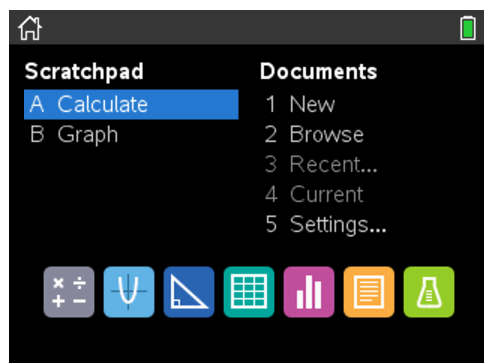 Scratchpad
A Calculate
B Graph
Documents
1 New
2 Browse
3 Recent...
4 Current
5 Settings...